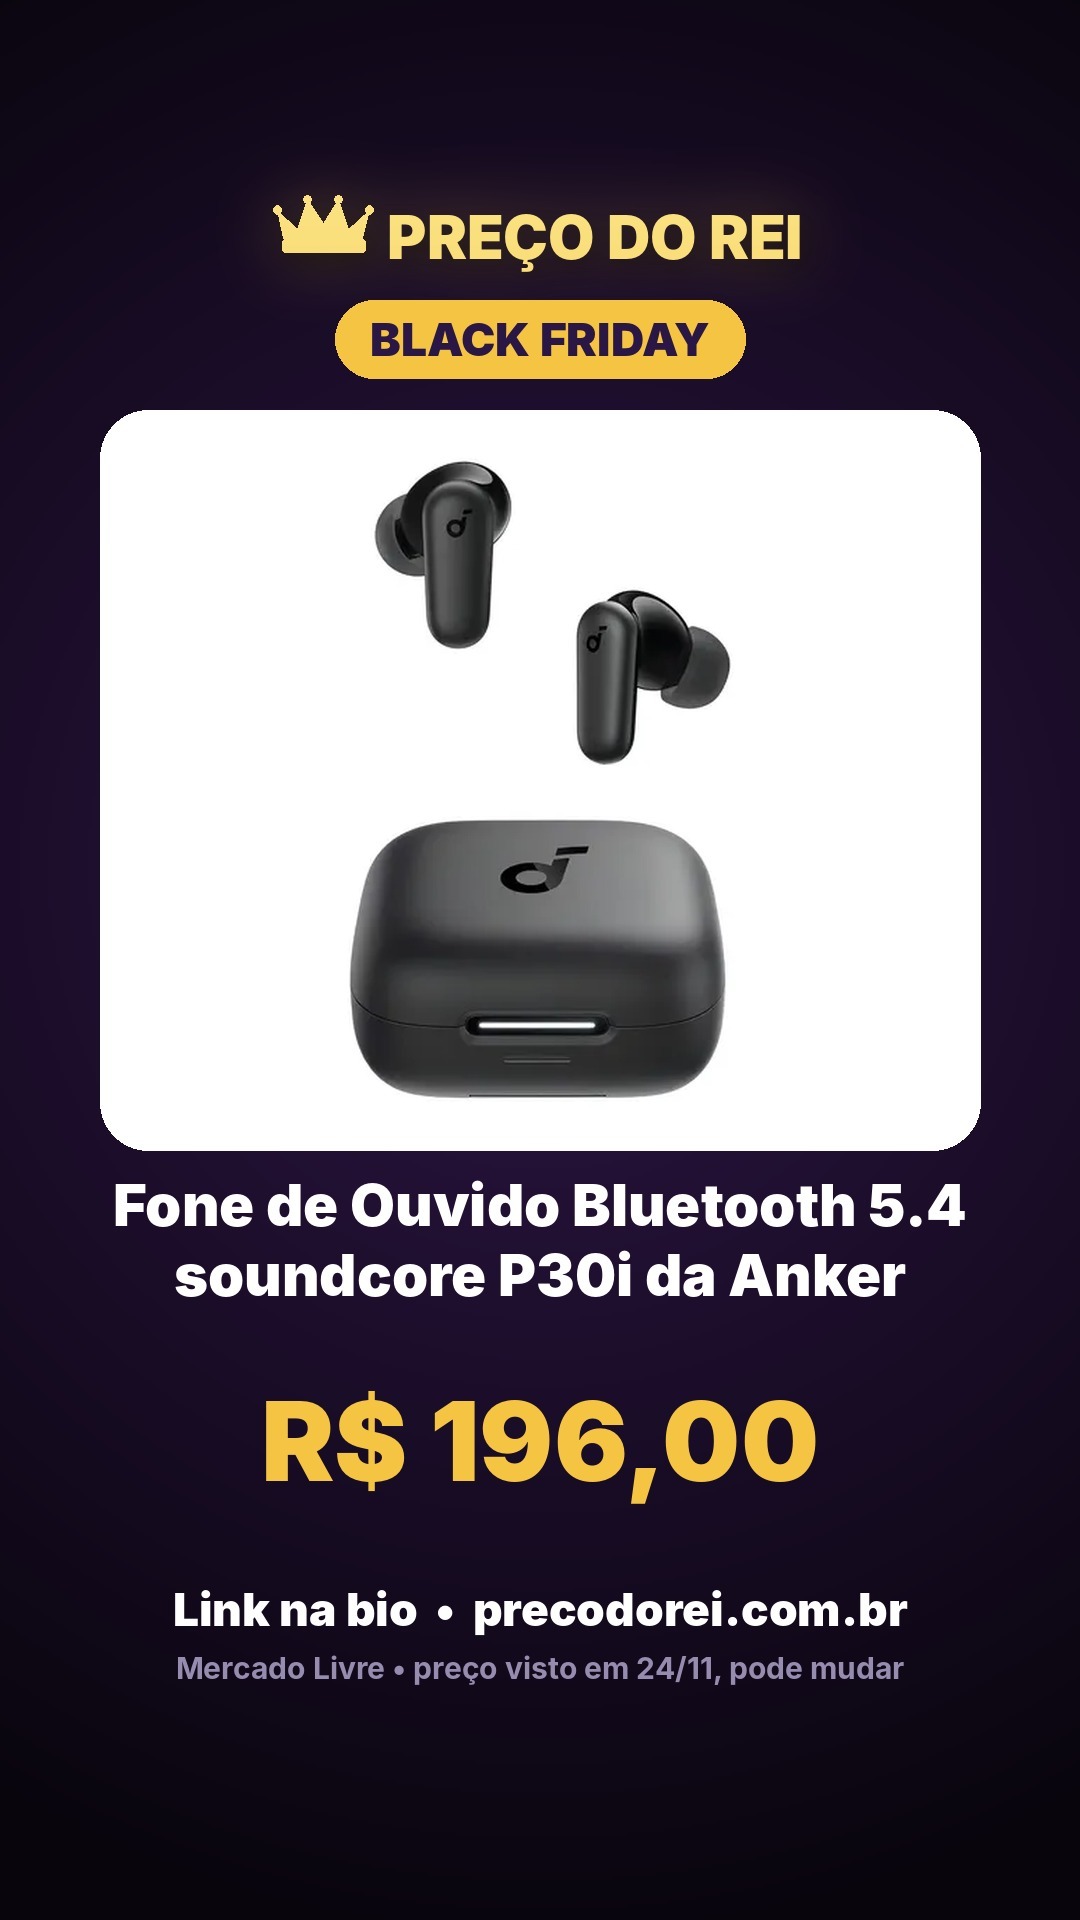 PREÇO DO REI
BLACK FRIDAY
Fone de Ouvido Bluetooth 5.4
soundcore P30i da Anker
R$ 196,00
Link na bio • precodorei.com.br
Mercado Livre • preço visto em 24/11, pode mudar